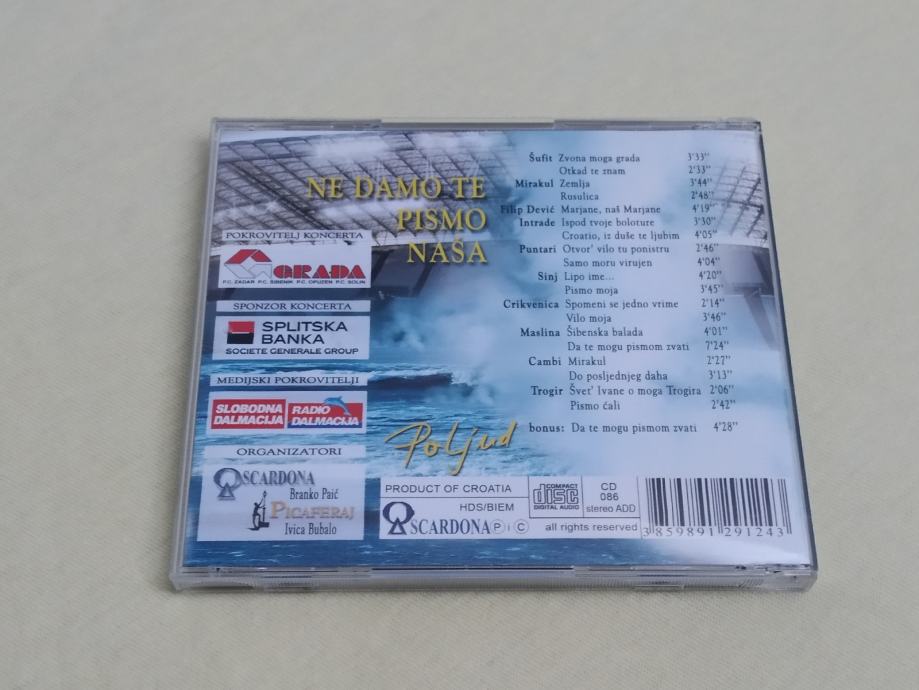 NE DAMO TE
PISMO
NAŠA
POKROVITELJ KONCERTA
GRADA
P.C. ZADAR P.C. ŠIBENIK P.C. OPUZEN P.C. SOLIN
SPONZOR KONCERTA
SPLITSKA
BANKA
SOCIETE GENERALE GROUP
MEDIJSKI POKROVITELJI
SLOBODNA
DALMACIJA
RADIO
DALMACIJA
ORGANIZATORI
OSCARDONA
Branko Paić
PICAFERAJ
Ivica Bubalo
Šufit Zvona moga grada 3'33"
Otkad te znam 2'33"
Mirakul Zemlja 3'44"
Rusulica 2'48"
Filip Dević Marjane, naš Marjane 4'19"
Intrade Ispod tvoje boloture 3'30"
Croatio, iz duše te ljubim 4'05"
Puntari Otvor' vilo tu ponistru 2'46"
Samo moru virujen 4'04"
Sinj Lipo ime... 4'20"
Pismo moja 3'45"
Crikvenica Spomeni se jedno vrime 2'14"
Vilo moja 3'46"
Maslina Šibenska balada 4'01"
Da te mogu pismom zvati 7'24"
Cambi Mirakul 2'27"
Do posljednjeg daha 3'13"
Trogir Švet' Ivane o moga Trogira 2'06"
Pismo ćali 2'42"
bonus: Da te mogu pismom zvati 4'28"
Poljud
PRODUCT OF CROATIA
HDS/BIEM
OSCARDONA Ⓟ i ©
COMPACT
disc
DIGITAL AUDIO
CD
086
stereo ADD
all rights reserved
3 859891 291243